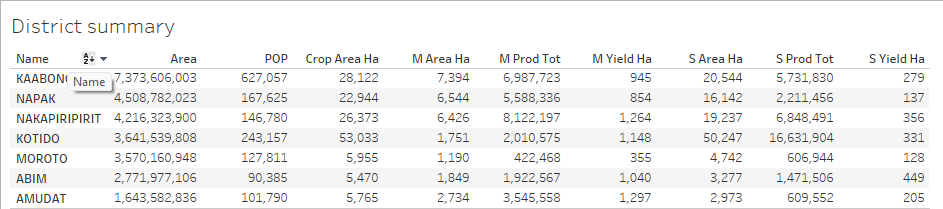 District summary
Name Area POP Crop Area Ha M Area Ha M Prod Tot M Yield Ha S Area Ha S Prod Tot S Yield Ha
KAABONG 7,373,606,003 627,057 28,122 7,394 6,987,723 945 20,544 5,731,830 279
Name
NAPAK 4,508,782,023 167,625 22,944 6,544 5,588,336 854 16,142 2,211,456 137
NAKAPIRIPIRIT 4,216,323,900 146,780 26,373 6,426 8,122,197 1,264 19,237 6,848,491 356
KOTIDO 3,641,539,808 243,157 53,033 1,751 2,010,575 1,148 50,247 16,631,904 331
MOROTO 3,570,160,948 127,811 5,955 1,190 422,468 355 4,742 606,944 128
ABIM 2,771,977,106 90,385 5,470 1,849 1,922,567 1,040 3,277 1,471,506 449
AMUDAT 1,643,582,836 101,790 5,765 2,734 3,545,558 1,297 2,973 609,552 205